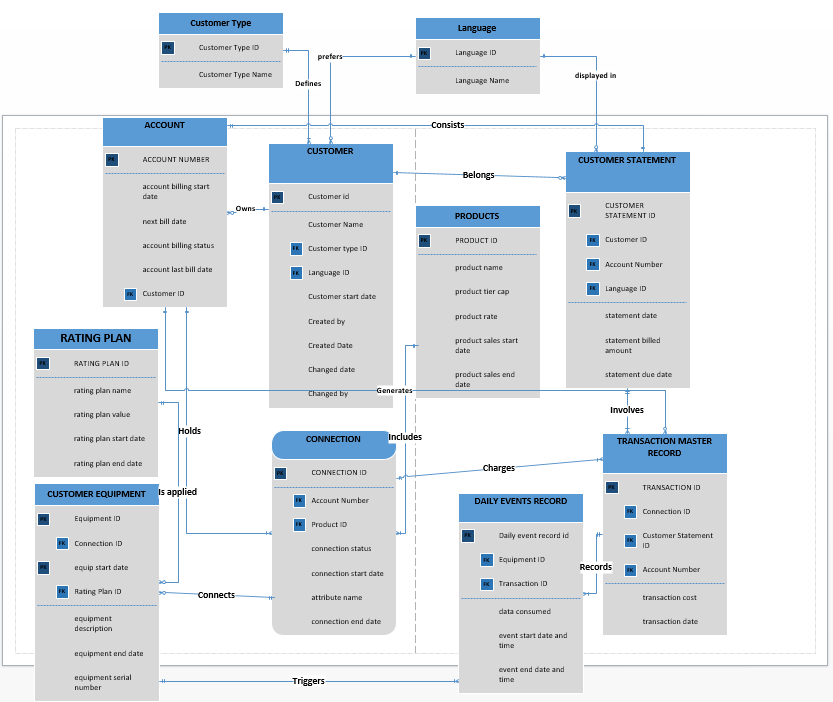 Customer Type
PK
Customer Type ID
Customer Type Name
Language
PK
Language ID
Language Name
prefers
Defines
displayed in
ACCOUNT
PK
ACCOUNT NUMBER
account billing start
date
next bill date
account billing status
account last bill date
FK
Customer ID
Consists
CUSTOMER
PK
Customer id
Customer Name
FK
Customer type ID
FK
Language ID
Customer start date
Created by
Created Date
Changed date
Changed by
Owns
Belongs
PRODUCTS
PK
PRODUCT ID
product name
product tier cap
product rate
product sales start
date
product sales end
date
CUSTOMER STATEMENT
PK
CUSTOMER
STATEMENT ID
FK
Customer ID
FK
Account Number
FK
Language ID
statement date
statement billed
amount
statement due date
RATING PLAN
PK
RATING PLAN ID
rating plan name
rating plan value
rating plan start date
rating plan end date
Generates
Holds
Includes
Involves
Is applied
Charges
CUSTOMER EQUIPMENT
PK
Equipment ID
FK
Connection ID
PK
equip start date
FK
Rating Plan ID
equipment
description
equipment end date
equipment serial
number
Connects
CONNECTION
PK
CONNECTION ID
FK
Account Number
FK
Product ID
connection status
connection start date
attribute name
connection end date
DAILY EVENTS RECORD
PK
Daily event record id
FK
Equipment ID
FK
Transaction ID
data consumed
event start date and
time
event end date and
time
Records
TRANSACTION MASTER
RECORD
PK
TRANSACTION ID
FK
Connection ID
FK
Customer Statement
ID
FK
Account Number
transaction cost
transaction date
Triggers